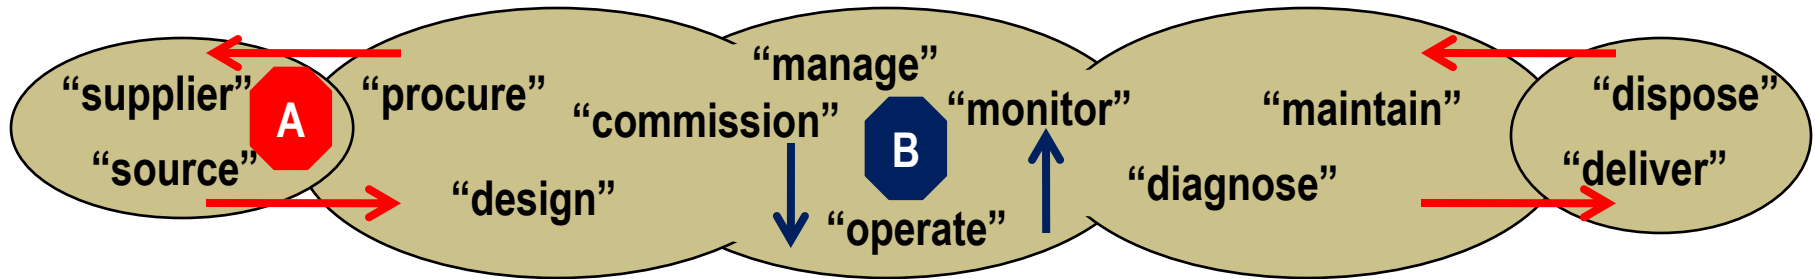 “supplier”
“source”
A
“procure”
“design”
“commission”
“manage”
B
“operate”
“monitor”
“diagnose”
“maintain”
“dispose”
“deliver”